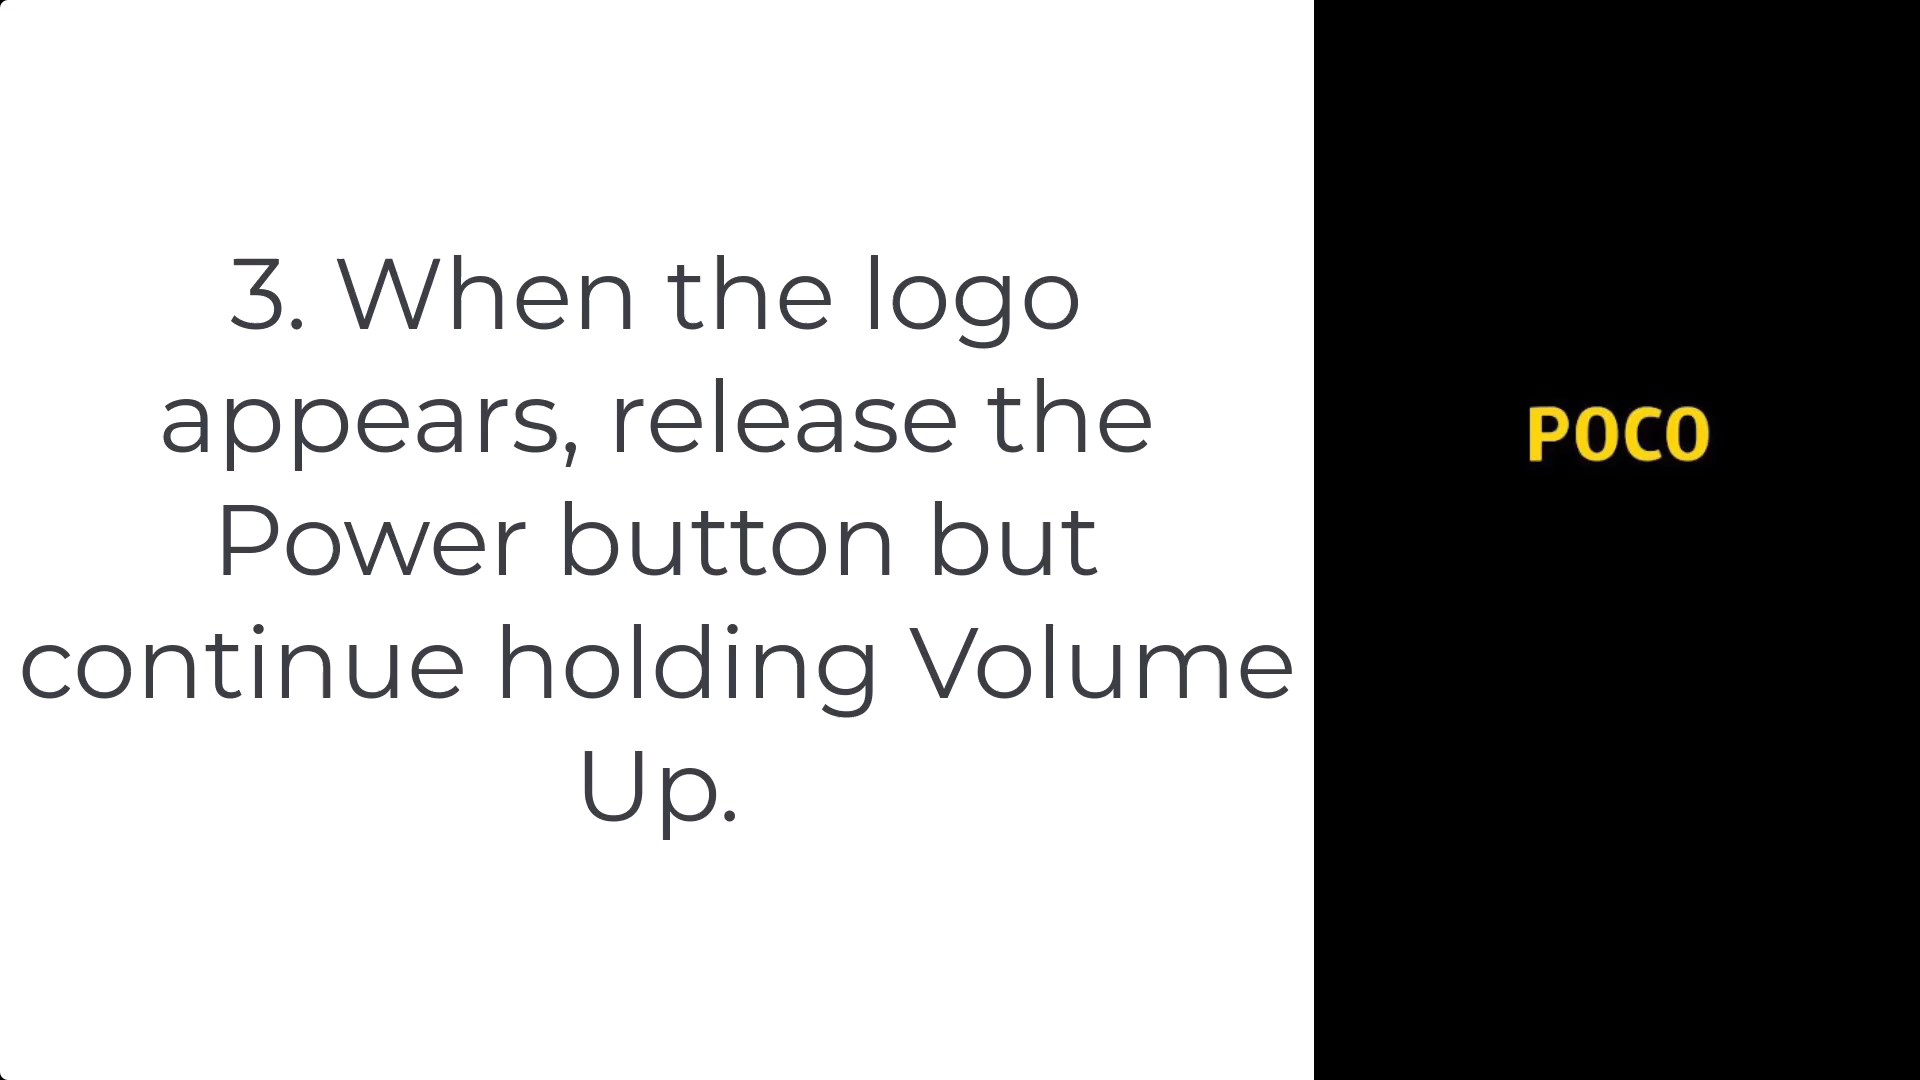 3. When the logo
appears, release the
Power button but
continue holding Volume
Up.
POCO